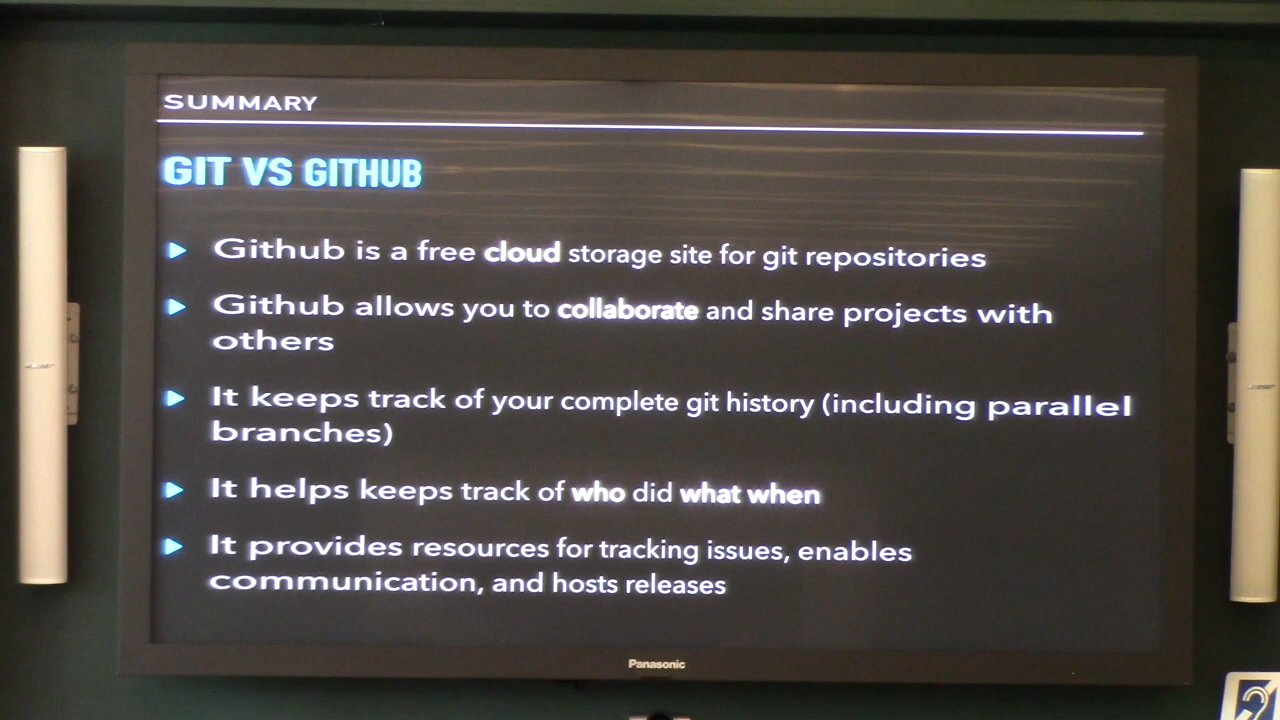 SUMMARY
GIT VS GITHUB
Github is a free cloud storage site for git repositories
Github allows you to collaborate and share projects with
others
It keeps track of your complete git history (including parallel
branches)
It helps keeps track of who did what when
It provides resources for tracking issues, enables
communication, and hosts releases
Panasonic